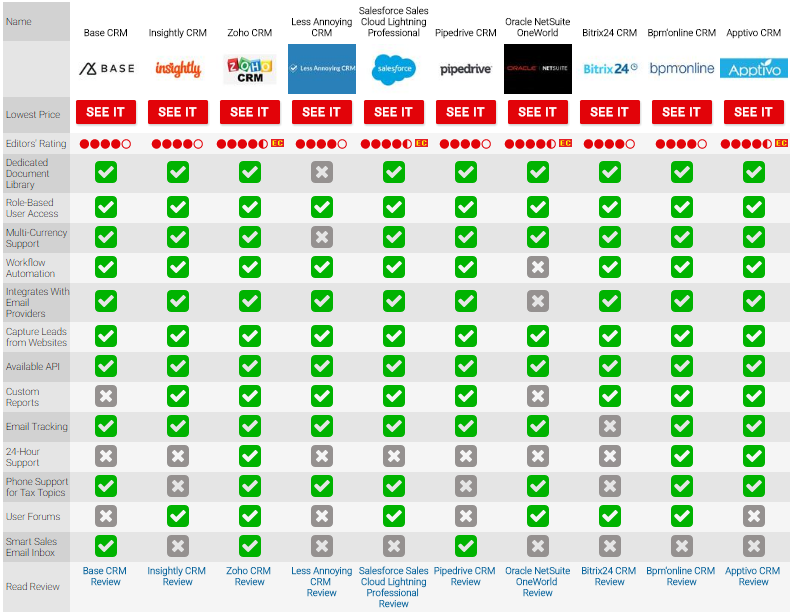 Name
Base CRM
Insightly CRM
Zoho CRM
Less Annoying
CRM
Salesforce Sales
Cloud Lightning
Professional
Pipedrive CRM
Oracle NetSuite
OneWorld
Bitrix24 CRM
Bpm'online CRM
Apptivo CRM
BASE
insightly
ZOHO
CRM
Less Annoying CRM
salesforce
pipedrive
ORACLE | NETSUITE
Bitrix24
bpm'online
Apptivo
Lowest Price
SEE IT
SEE IT
SEE IT
SEE IT
SEE IT
SEE IT
SEE IT
SEE IT
SEE IT
SEE IT
Editors' Rating
EC
EC
EC
EC
Dedicated
Document
Library
Role-Based
User Access
Multi-Currency
Support
Workflow
Automation
Integrates With
Email
Providers
Capture Leads
from Websites
Available API
Custom
Reports
Email Tracking
24-Hour
Support
Phone Support
for Tax Topics
User Forums
Smart Sales
Email Inbox
Read Review
Base CRM
Review
Insightly CRM
Review
Zoho CRM
Review
Less Annoying
CRM
Review
Salesforce Sales
Cloud Lightning
Professional
Review
Pipedrive CRM
Review
Oracle NetSuite
OneWorld
Review
Bitrix24 CRM
Review
Bpm'online CRM
Review
Apptivo CRM
Review